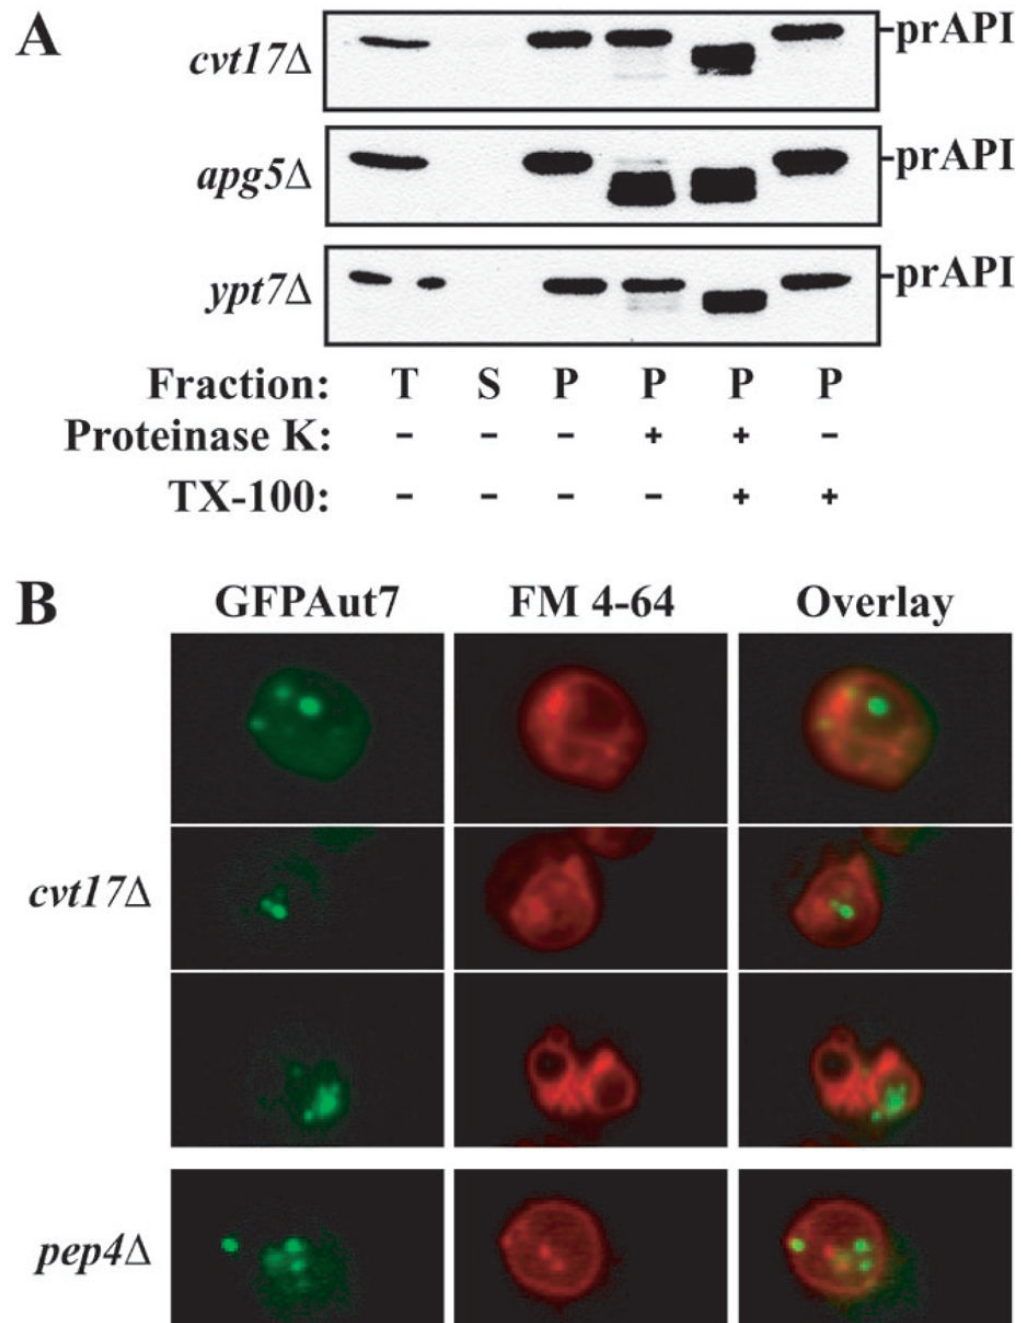 A
cvt17Δ -prAPI
apg5Δ -prAPI
ypt7Δ -prAPI
Fraction: T S P P P P
Proteinase K: - - - + + -
TX-100: - - - - + +
B
GFPAut7 FM 4-64 Overlay
cvt17Δ
pep4Δ